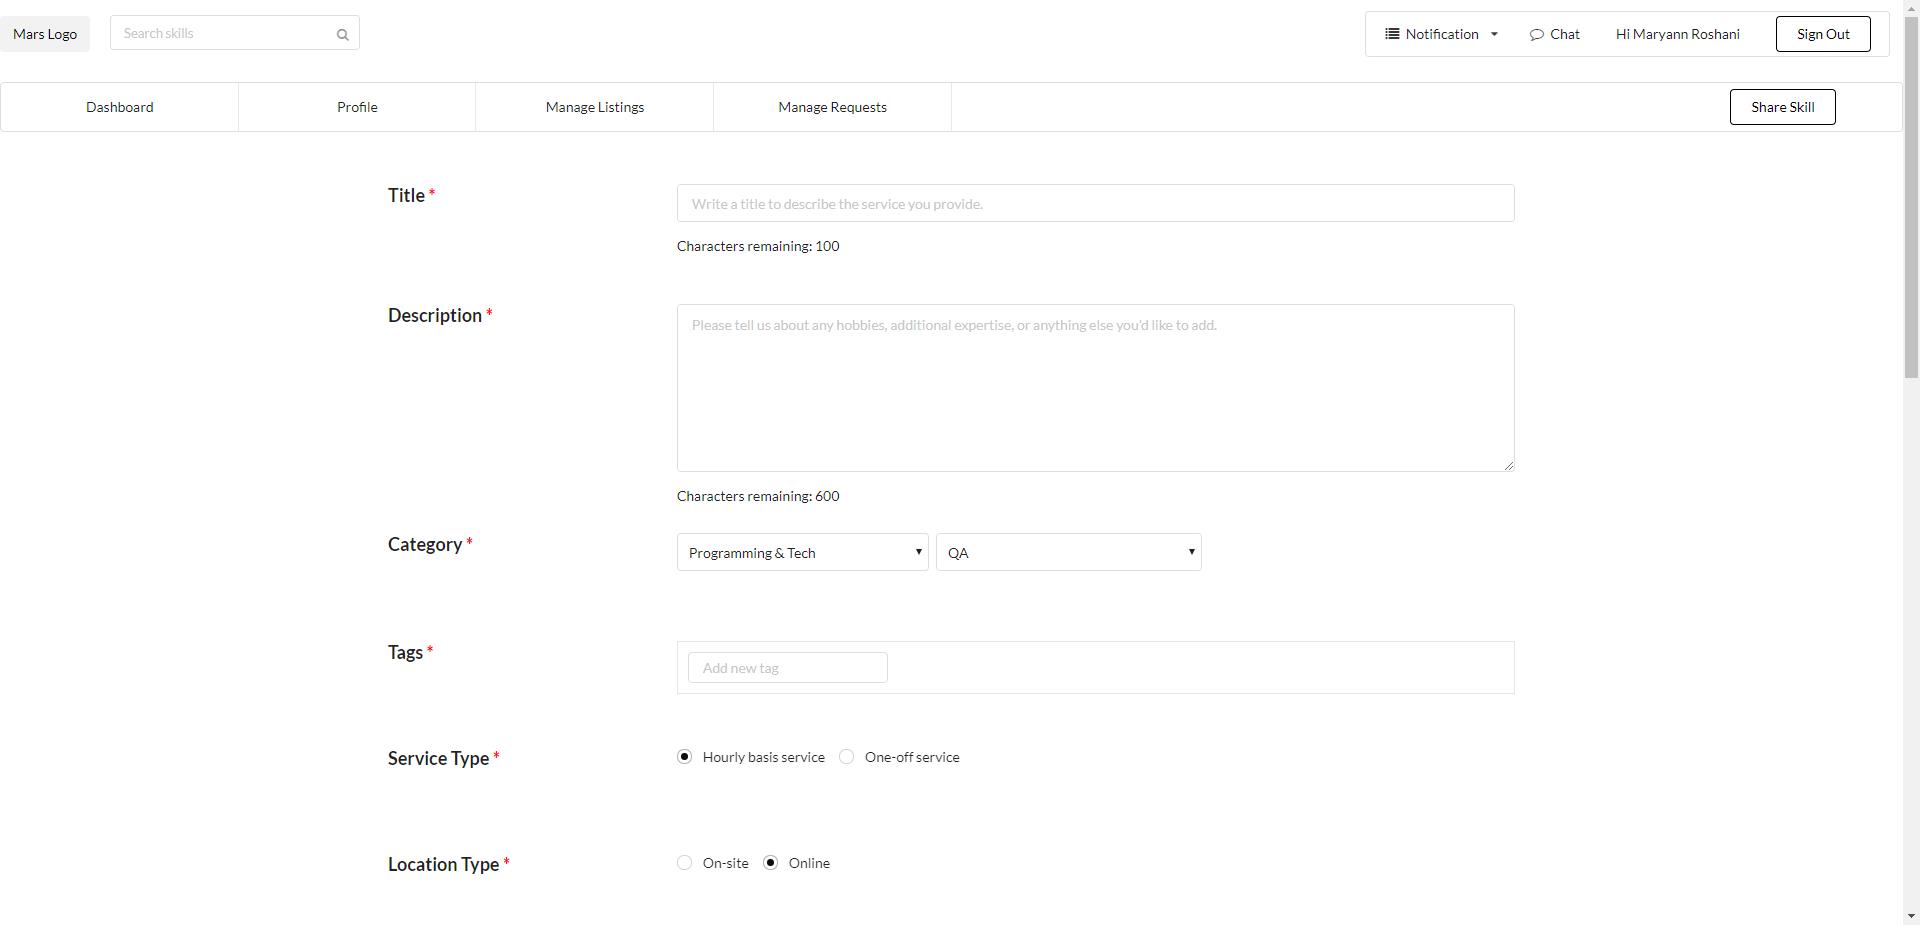 Mars Logo
Search skills
Notification
Chat
Hi Maryann Roshani
Sign Out
Dashboard
Profile
Manage Listings
Manage Requests
Share Skill
Title *
Write a title to describe the service you provide.
Characters remaining: 100
Description *
Please tell us about any hobbies, additional expertise, or anything else you'd like to add.
Characters remaining: 600
Category *
Programming & Tech
QA
Tags *
Add new tag
Service Type *
Hourly basis service
One-off service
Location Type *
On-site
Online